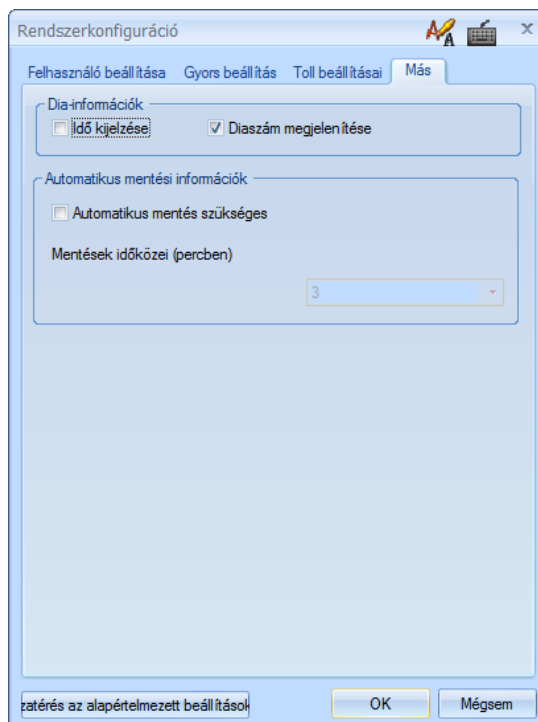 Rendszerkonfiguráció
Felhasználó beállítása Gyors beállítás Toll beállításai Más
Dia-információk
Idő kijelzése Diaszám megjelenítése
Automatikus mentési információk
Automatikus mentés szükséges
Mentések időközei (percben)
3
zatérés az alapértelmezett beállítások OK Mégsem